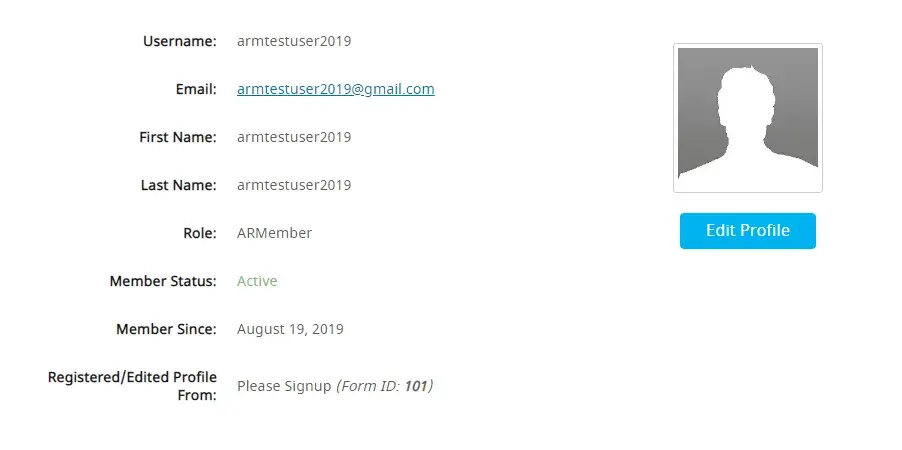 Username: armtestuser2019
Email: armtestuser2019@gmail.com
First Name: armtestuser2019
Last Name: armtestuser2019
Role: ARMember
Member Status: Active
Member Since: August 19, 2019
Registered/Edited Profile
From: Please Signup (Form ID: 101)
Edit Profile